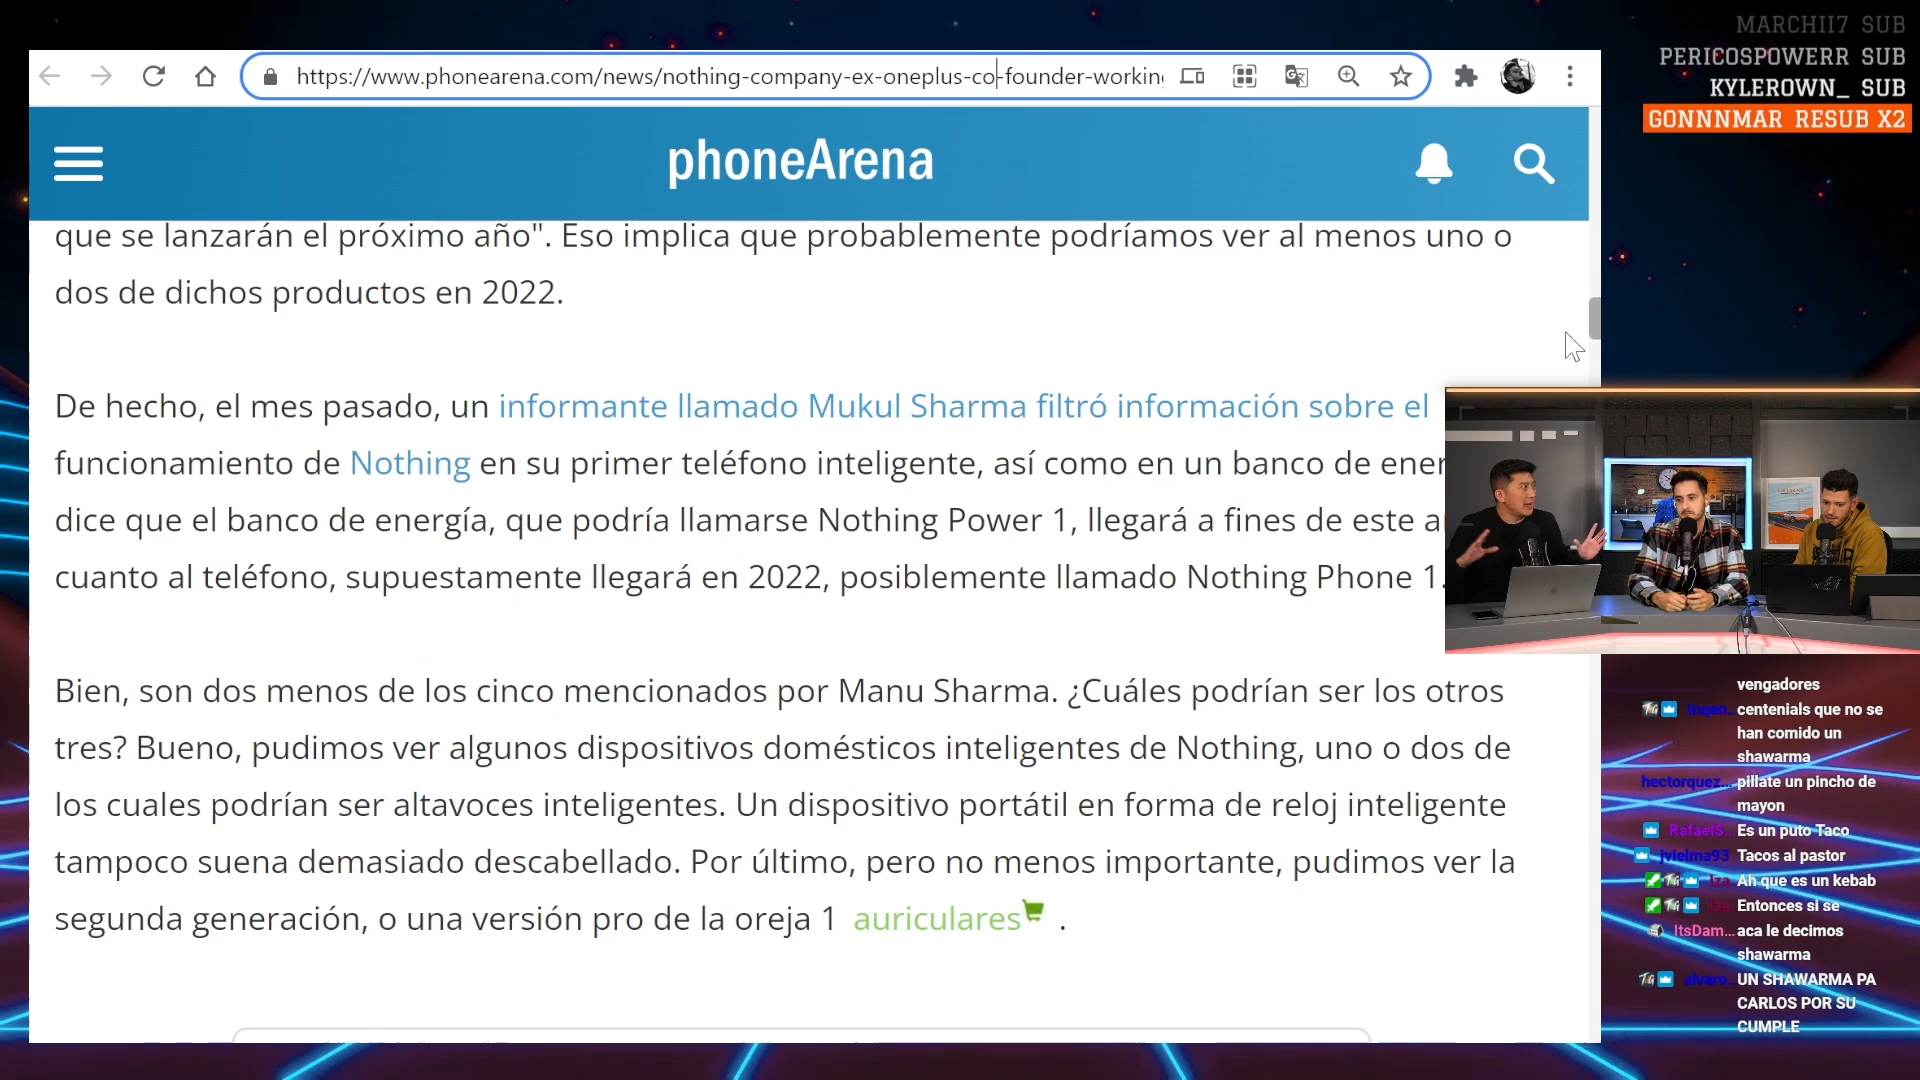 MARCHII7 SUB
PERICOSPOWERR SUB
KYLEROWN_ SUB
GONNNMAR RESUB X2
https://www.phonearena.com/news/nothing-company-ex-oneplus-co-founder-working
phoneArena
que se lanzarán el próximo año". Eso implica que probablemente podríamos ver al menos uno o
dos de dichos productos en 2022.
De hecho, el mes pasado, un informante llamado Mukul Sharma filtró información sobre el
funcionamiento de Nothing en su primer teléfono inteligente, así como en un banco de ener
dice que el banco de energía, que podría llamarse Nothing Power 1, llegará a fines de este a
cuanto al teléfono, supuestamente llegará en 2022, posiblemente llamado Nothing Phone 1.
Bien, son dos menos de los cinco mencionados por Manu Sharma. ¿Cuáles podrían ser los otros
tres? Bueno, pudimos ver algunos dispositivos domésticos inteligentes de Nothing, uno o dos de
los cuales podrían ser altavoces inteligentes. Un dispositivo portátil en forma de reloj inteligente
tampoco suena demasiado descabellado. Por último, pero no menos importante, pudimos ver la
segunda generación, o una versión pro de la oreja 1 auriculares .
vengadores
centenials que no se
han comido un
shawarma
hectorquez... pillate un pincho de
mayon
RafaelS... Es un puto Taco
jvielma93 Tacos al pastor
Iza... Ah que es un kebab
Iza... Entonces si se
ItsDam... aca le decimos
shawarma
alvaro... UN SHAWARMA PA
CARLOS POR SU
CUMPLE